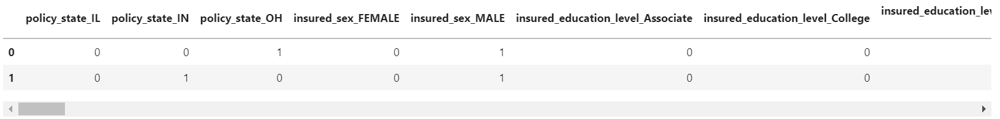 policy_state_IL policy_state_IN policy_state_OH insured_sex_FEMALE insured_sex_MALE insured_education_level_Associate insured_education_level_College insured_education_lev
0 0 0 1 0 1 0 0
1 0 1 0 0 1 0 0